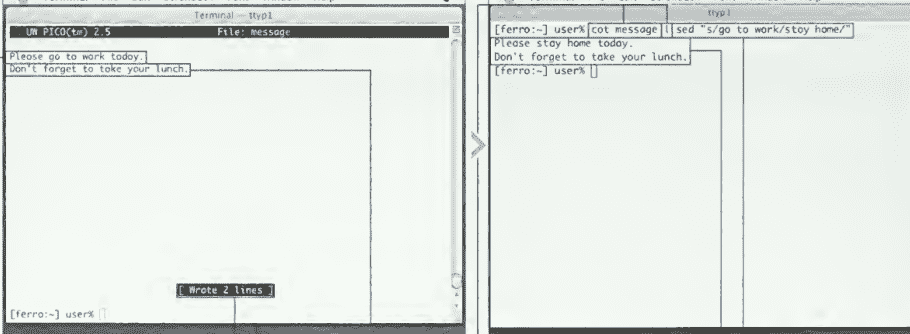 Terminal — ttyp1
UW PICO(tm) 2.5 File: message
Please go to work today.
Don't forget to take your lunch.
[ Wrote 2 lines ]
[ferro:~] user%
ttyp1
[ferro:~] user% cat message | sed "s/go to work/stay home/"
Please stay home today.
Don't forget to take your lunch.
[ferro:~] user%